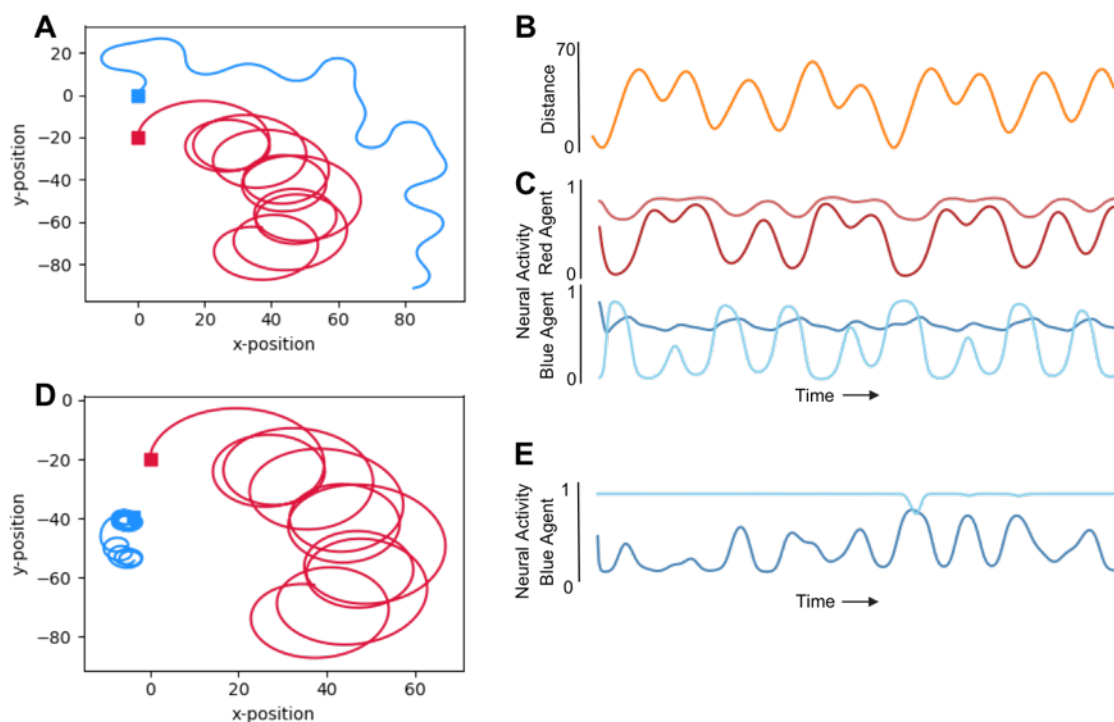 A
20
0
−20
−40
−60
−80
y-position
0
20
40
60
80
x-position
B
70
0
Distance
C
1
0
Neural Activity
Red Agent
1
0
Neural Activity
Blue Agent
Time
D
0
−20
−40
−60
−80
y-position
0
20
40
60
x-position
E
1
0
Neural Activity
Blue Agent
Time